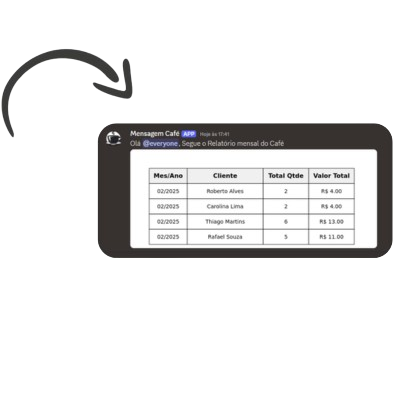 Mensagem Café APP Hoje às 17:41
Olá @everyone, Segue o Relatório mensal do Café
Mes/Ano Cliente Total Qtde Valor Total
02/2025 Roberto Alves 2 R$ 4.00
02/2025 Carolina Lima 2 R$ 4.00
02/2025 Thiago Martins 6 R$ 13.00
02/2025 Rafael Souza 5 R$ 11.00